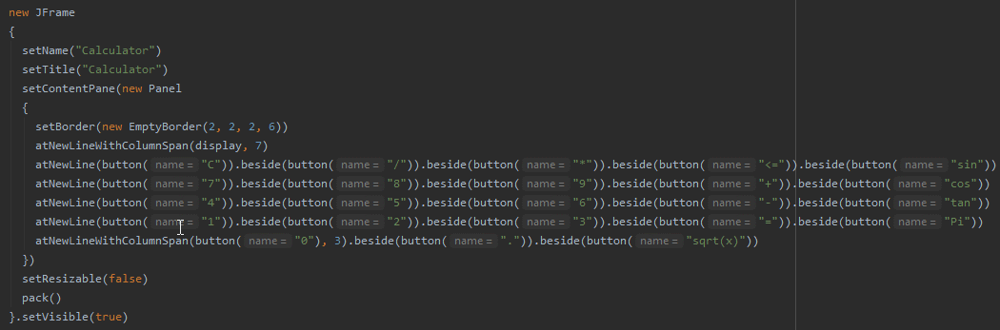 new JFrame
{
setName("Calculator")
setTitle("Calculator")
setContentPane(new Panel
{
setBorder(new EmptyBorder(2, 2, 2, 6))
atNewLineWithColumnSpan(display, 7)
atNewLine(button( name = "C")).beside(button( name = "/")).beside(button( name = "*")).beside(button( name = "<=")).beside(button( name = "sin"))
atNewLine(button( name = "7")).beside(button( name = "8")).beside(button( name = "9")).beside(button( name = "+")).beside(button( name = "cos"))
atNewLine(button( name = "4")).beside(button( name = "5")).beside(button( name = "6")).beside(button( name = "-")).beside(button( name = "tan"))
atNewLine(button( name = "1")).beside(button( name = "2")).beside(button( name = "3")).beside(button( name = "=")).beside(button( name = "Pi"))
atNewLineWithColumnSpan(button( name = "0"), 3).beside(button( name = ".")).beside(button( name = "sqrt(x)"))
})
setResizable(false)
pack()
}.setVisible(true)